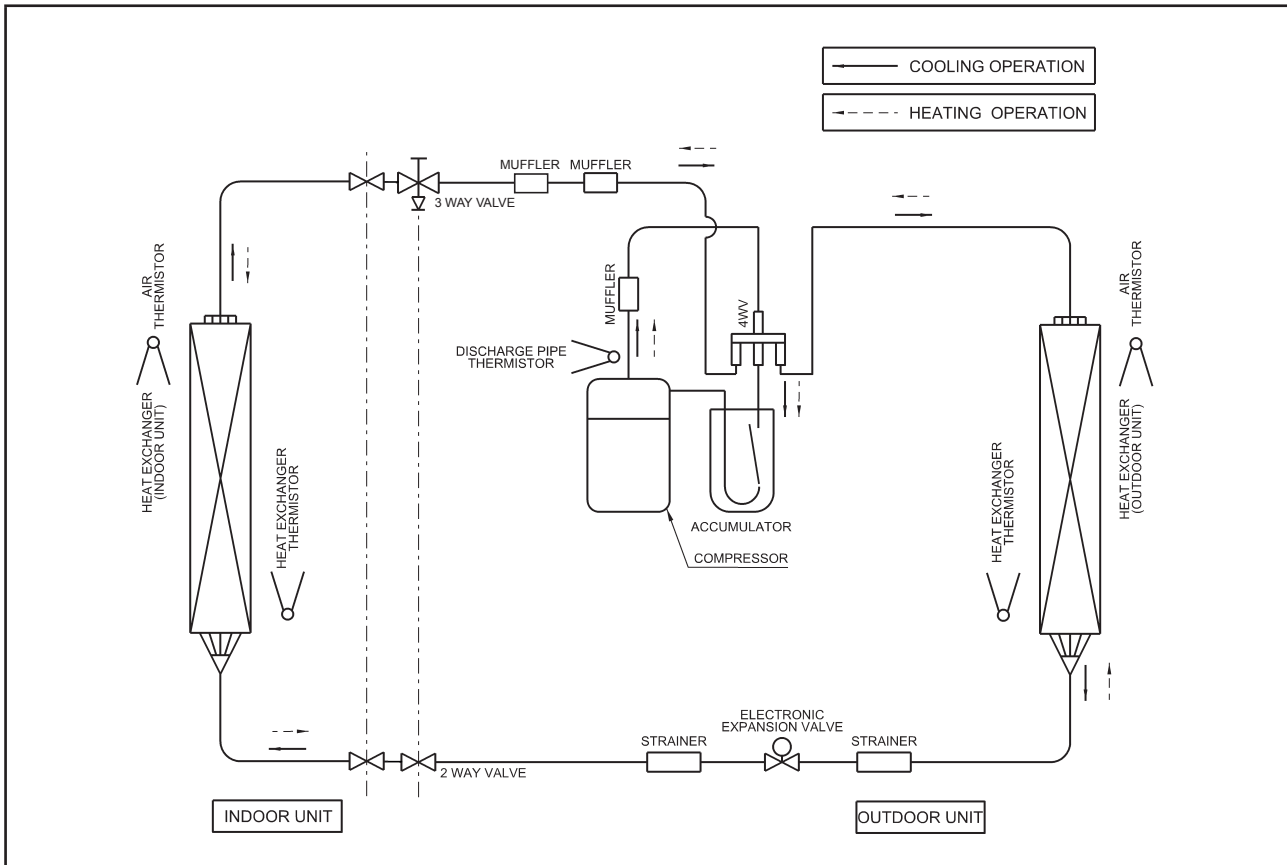 COOLING OPERATION
HEATING OPERATION
MUFFLER
MUFFLER
3 WAY VALVE
AIR
THERMISTOR
HEAT EXCHANGER
(INDOOR UNIT)
HEAT EXCHANGER
THERMISTOR
MUFFLER
DISCHARGE PIPE
THERMISTOR
4WV
ACCUMULATOR
COMPRESSOR
AIR
THERMISTOR
HEAT EXCHANGER
(OUTDOOR UNIT)
HEAT EXCHANGER
THERMISTOR
ELECTRONIC
EXPANSION VALVE
STRAINER
STRAINER
2 WAY VALVE
INDOOR UNIT
OUTDOOR UNIT